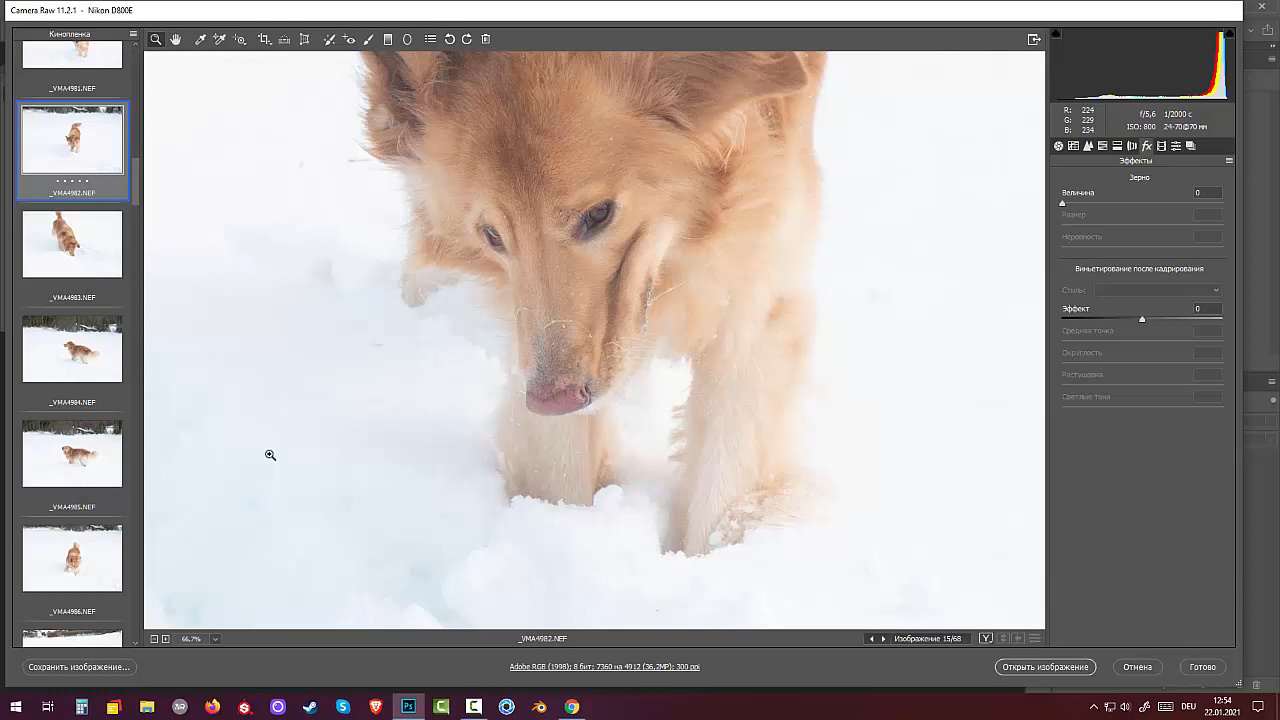 Camera Raw 11.2.1 - Nikon D800E
Кинопленка
_VMA4981.NEF
_VMA4982.NEF
_VMA4983.NEF
_VMA4984.NEF
_VMA4985.NEF
_VMA4986.NEF
R: 224
G: 229
B: 234
f/5,6 1/2000 с
ISO: 800 24-70@70 мм
fx
Эффекты
Зерно
Величина 0
Размер
Неровность
Виньетирование после кадрирования
Стиль:
Эффект 0
Средняя точка
Округлость
Растушовка
Светлые тона
66,7%
_VMA4982.NEF
Изображение 15/68
Y
Сохранить изображение...
Adobe RGB (1998); 8 бит; 7360 на 4912 (36,2MP); 300 ppi
Открыть изображение
Отмена
Готово
Ps
DEU
12:54
22.01.2021